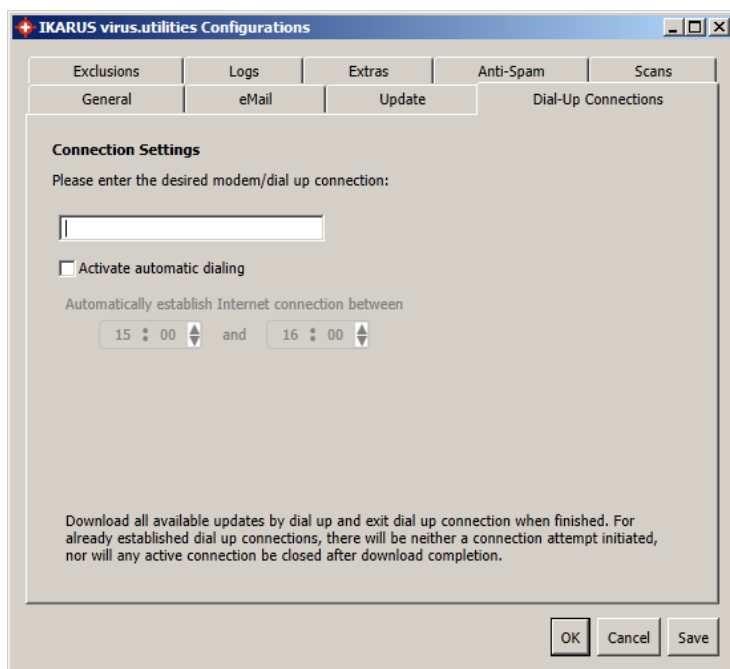 IKARUS virus.utilities Configurations
Exclusions Logs Extras Anti-Spam Scans
General eMail Update Dial-Up Connections
Connection Settings
Please enter the desired modem/dial up connection:
Activate automatic dialing
Automatically establish Internet connection between
15 : 00 and 16 : 00
Download all available updates by dial up and exit dial up connection when finished. For
already established dial up connections, there will be neither a connection attempt initiated,
nor will any active connection be closed after download completion.
OK Cancel Save